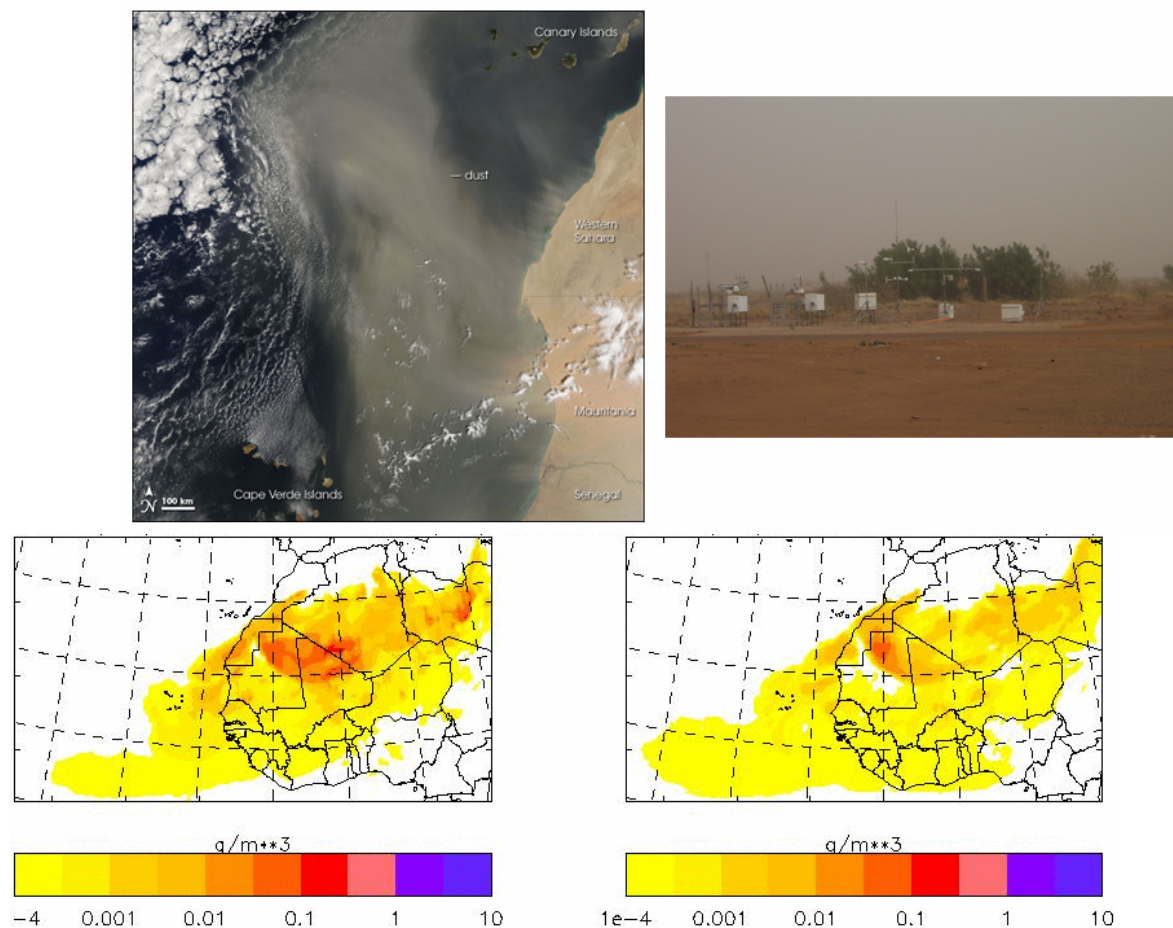 Canary Islands
dust
Western
Sahara
Mauritania
Cape Verde Islands
Senegal
N
100 km
g/m**3
-4 0.001 0.01 0.1 1 10
g/m**3
1e-4 0.001 0.01 0.1 1 10